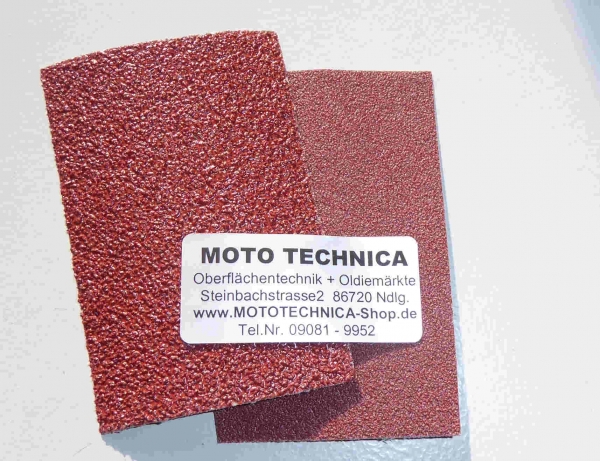 MOTO TECHNICA
Oberflächentechnik + Oldiemärkte
Steinbachstrasse2 86720 Ndlg.
www.MOTOTECHNICA-Shop.de
Tel.Nr. 09081 - 9952